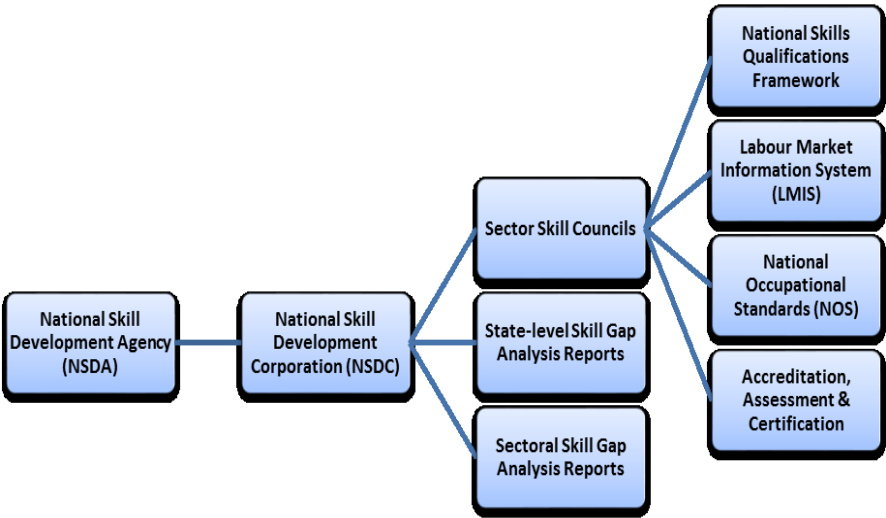 National Skill
Development Agency
(NSDA)
National Skill
Development
Corporation (NSDC)
Sector Skill Councils
State-level Skill Gap
Analysis Reports
Sectoral Skill Gap
Analysis Reports
National Skills
Qualifications
Framework
Labour Market
Information System
(LMIS)
National
Occupational
Standards (NOS)
Accreditation,
Assessment &
Certification